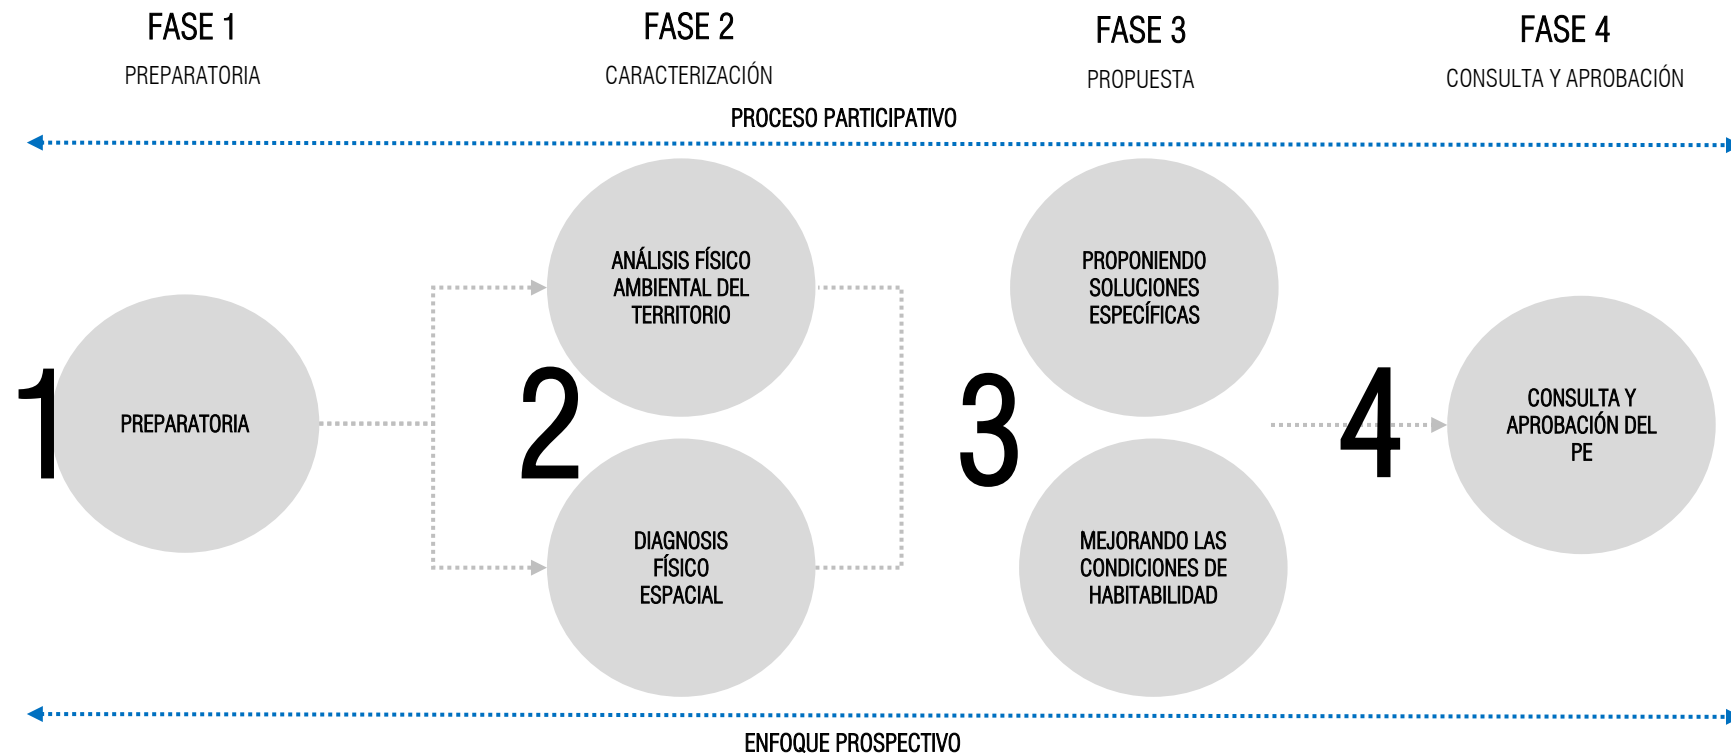 FASE 1
PREPARATORIA
FASE 2
CARACTERIZACIÓN
FASE 3
PROPUESTA
FASE 4
CONSULTA Y APROBACIÓN
PROCESO PARTICIPATIVO
1
PREPARATORIA
2
ANÁLISIS FÍSICO
AMBIENTAL DEL
TERRITORIO
DIAGNOSIS
FÍSICO
ESPACIAL
3
PROPONIENDO
SOLUCIONES
ESPECÍFICAS
MEJORANDO LAS
CONDICIONES DE
HABITABILIDAD
4
CONSULTA Y
APROBACIÓN DEL
PE
ENFOQUE PROSPECTIVO